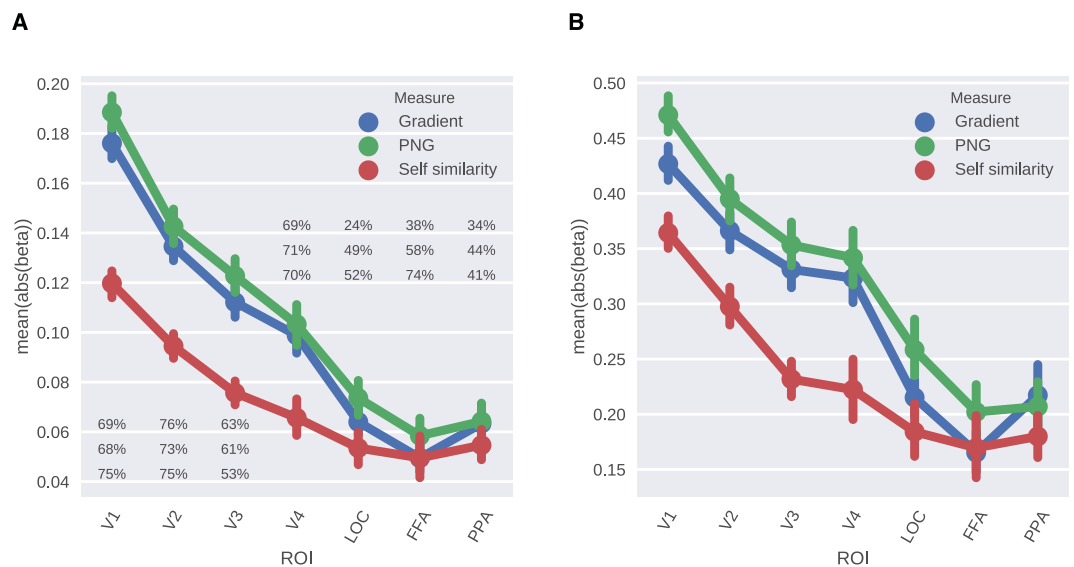 A
0.20
0.18
0.16
0.14
0.12
0.10
0.08
0.06
0.04
mean(abs(beta))
Measure
Gradient
PNG
Self similarity
69% 24% 38% 34%
71% 49% 58% 44%
70% 52% 74% 41%
69% 76% 63%
68% 73% 61%
75% 75% 53%
V1 V2 V3 V4 LOC FFA PPA
ROI
B
0.50
0.45
0.40
0.35
0.30
0.25
0.20
0.15
mean(abs(beta))
Measure
Gradient
PNG
Self similarity
V1 V2 V3 V4 LOC FFA PPA
ROI